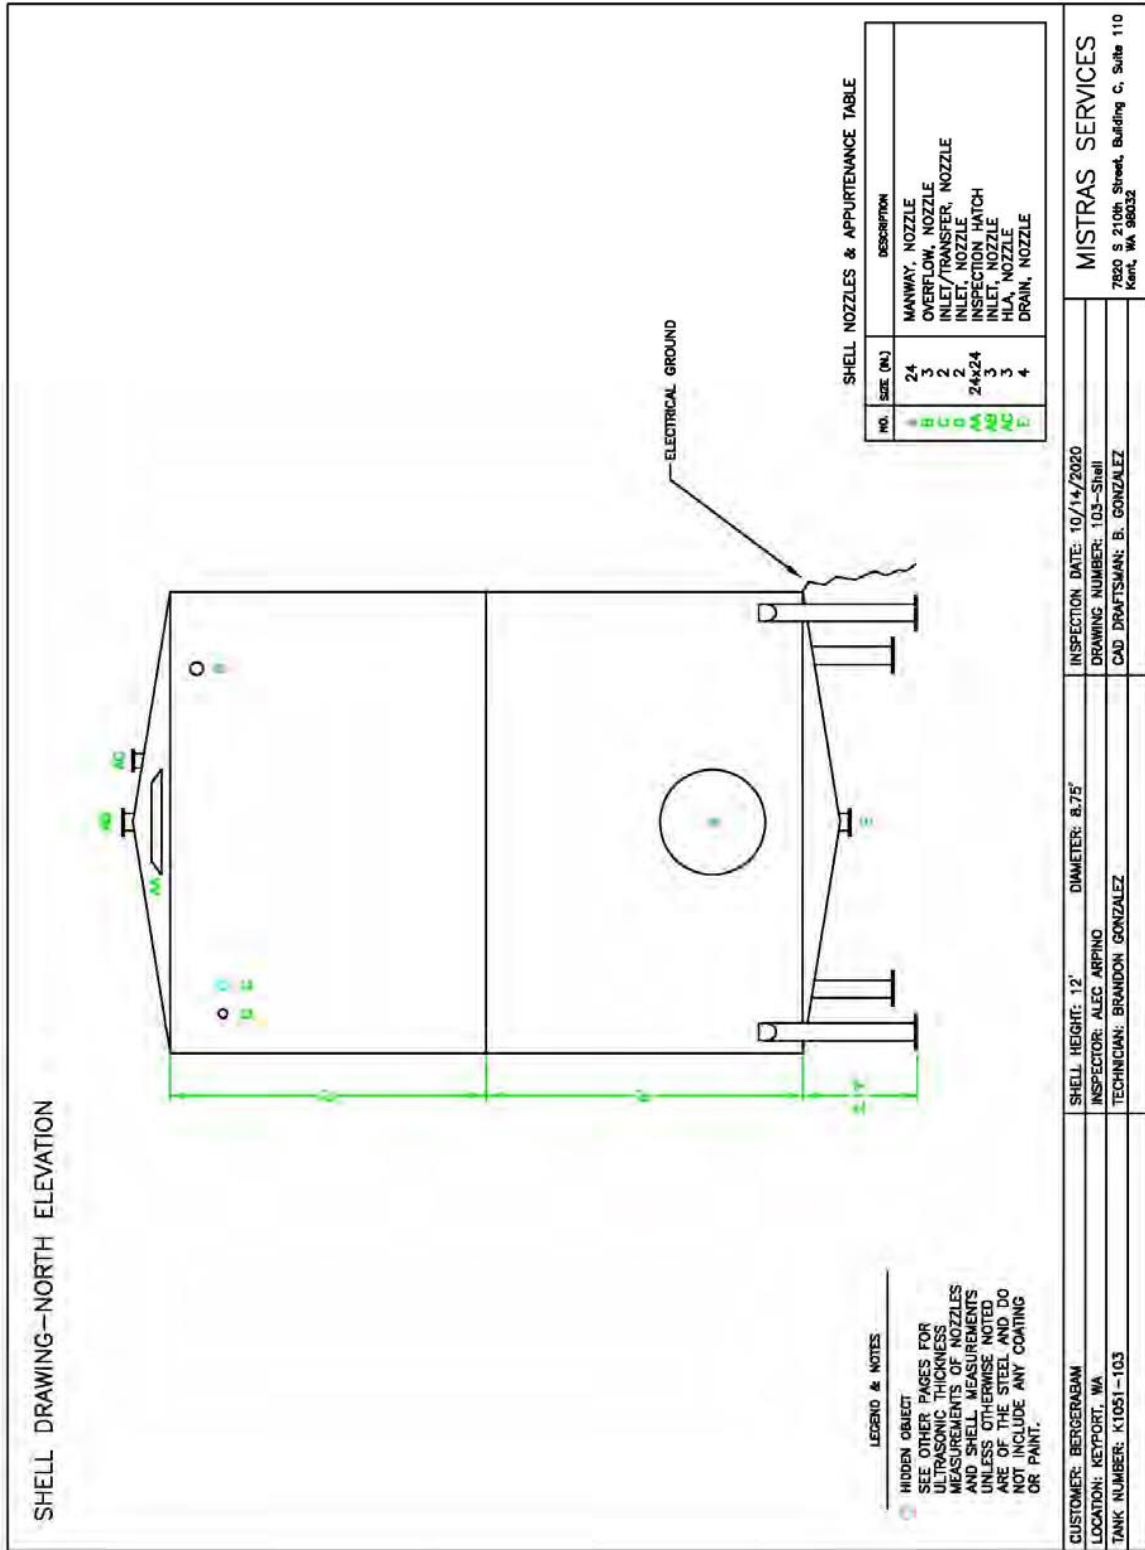 SHELL DRAWING-NORTH ELEVATION
AB
AC
AA
ELECTRICAL GROUND
SHELL NOZZLES & APPURTENANCE TABLE
NO. SIZE (IN.) DESCRIPTION
24 MANWAY, NOZZLE
B 3 OVERFLOW, NOZZLE
C 2 INLET/TRANSFER, NOZZLE
D 2 INLET, NOZZLE
AA 24x24 INSPECTION HATCH
AB 3 INLET, NOZZLE
AC 3 HLA, NOZZLE
E 4 DRAIN, NOZZLE
LEGEND & NOTES
HIDDEN OBJECT
SEE OTHER PAGES FOR
ULTRASONIC THICKNESS
MEASUREMENTS OF NOZZLES
AND SHELL. MEASUREMENTS
UNLESS OTHERWISE NOTED
ARE OF THE STEEL AND DO
NOT INCLUDE ANY COATING
OR PAINT.
CUSTOMER: BERGERABAM
LOCATION: KEYPORT, WA
TANK NUMBER: K1051-103
SHELL HEIGHT: 12' DIAMETER: 8.75'
INSPECTOR: ALEC ARPINO
TECHNICIAN: BRANDON GONZALEZ
INSPECTION DATE: 10/14/2020
DRAWING NUMBER: 103-Shell
CAD DRAFTSMAN: B. GONZALEZ
MISTRAS SERVICES
7820 S 210th Street, Building C, Suite 110
Kent, WA 98032